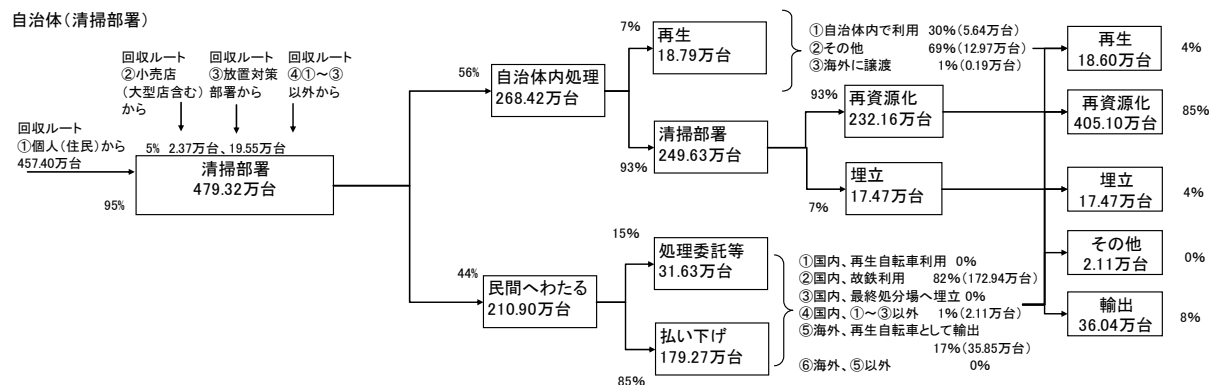 自治体(清掃部署)
回収ルート
②小売店
(大型店含む)
から
回収ルート
③放置対策
部署から
回収ルート
④①～③
以外から
回収ルート
①個人(住民)から
457.40万台
5% 2.37万台、19.55万台
清掃部署
479.32万台
95%
56%
自治体内処理
268.42万台
44%
民間へわたる
210.90万台
7%
再生
18.79万台
93%
清掃部署
249.63万台
①自治体内で利用 30%(5.64万台)
②その他 69%(12.97万台)
③海外に譲渡 1%(0.19万台)
93%
再資源化
232.16万台
7%
埋立
17.47万台
15%
処理委託等
31.63万台
85%
払い下げ
179.27万台
①国内、再生自転車利用 0%
②国内、故鉄利用 82%(172.94万台)
③国内、最終処分場へ埋立 0%
④国内、①～③以外 1%(2.11万台)
⑤海外、再生自転車として輸出
17%(35.85万台)
⑥海外、⑤以外 0%
再生
18.60万台
4%
再資源化
405.10万台
85%
埋立
17.47万台
4%
その他
2.11万台
0%
輸出
36.04万台
8%